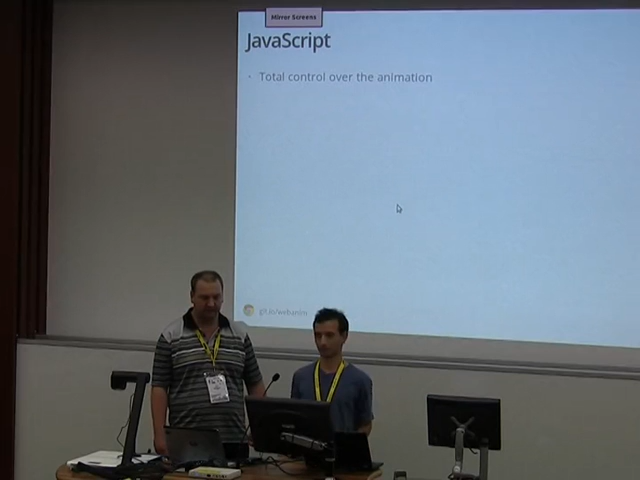 Mirror Screens
JavaScript
Total control over the animation